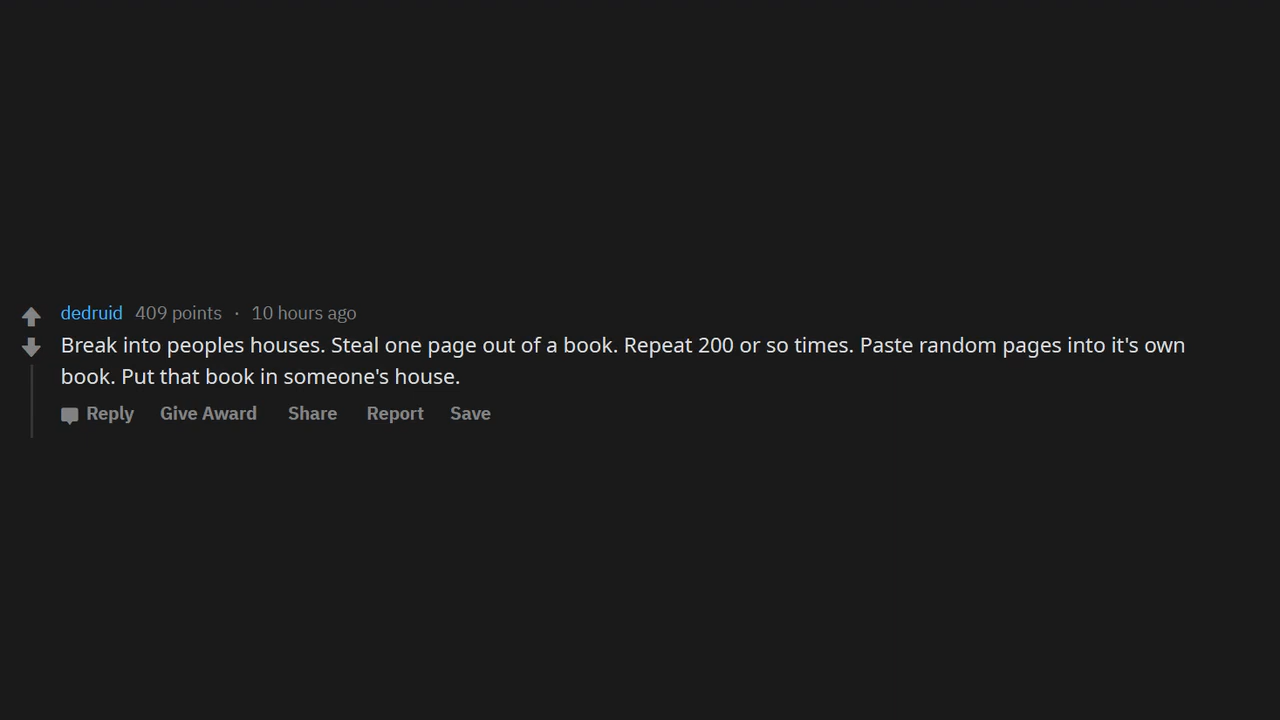 dedruid 409 points · 10 hours ago
Break into peoples houses. Steal one page out of a book. Repeat 200 or so times. Paste random pages into it's own
book. Put that book in someone's house.
Reply Give Award Share Report Save